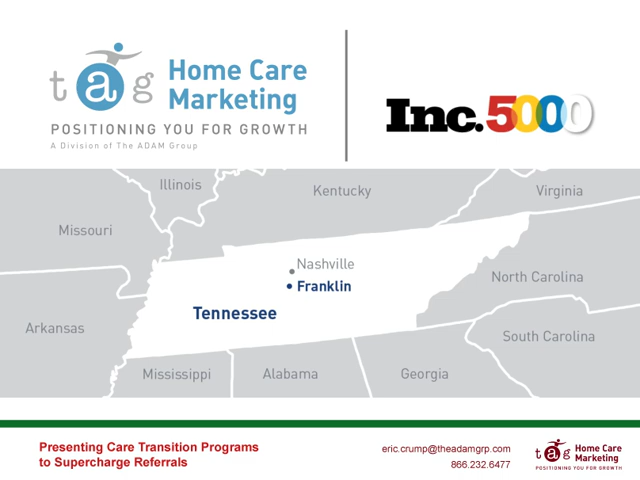 tag Home Care
Marketing
POSITIONING YOU FOR GROWTH
A Division of The ADAM Group
Inc.5000
Illinois
Kentucky
Virginia
Missouri
Nashville
Franklin
North Carolina
Tennessee
Arkansas
South Carolina
Mississippi
Alabama
Georgia
Presenting Care Transition Programs
to Supercharge Referrals
eric.crump@theadamgrp.com
866.232.6477
tag Home Care
Marketing
POSITIONING YOU FOR GROWTH